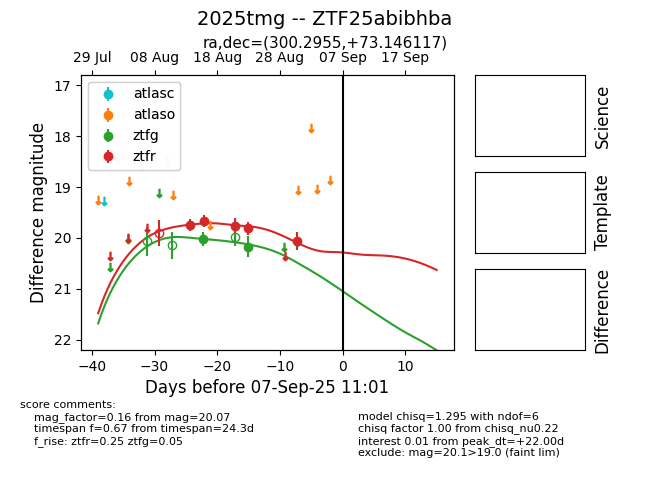 2025tmg -- ZTF25abibhba
ra,dec=(300.2955,+73.146117)
29 Jul 08 Aug 18 Aug 28 Aug 07 Sep 17 Sep
17
18
19
20
21
22
Difference magnitude
atlasc
atlaso
ztfg
ztfr
−40 −30 −20 −10 0 10
Days before 07-Sep-25 11:01
Science
Template
Difference
score comments:
mag_factor=0.16 from mag=20.07
timespan f=0.67 from timespan=24.3d
f_rise: ztfr=0.25 ztfg=0.05
model chisq=1.295 with ndof=6
chisq factor 1.00 from chisq_nu0.22
interest 0.01 from peak_dt=+22.00d
exclude: mag=20.1>19.0 (faint lim)